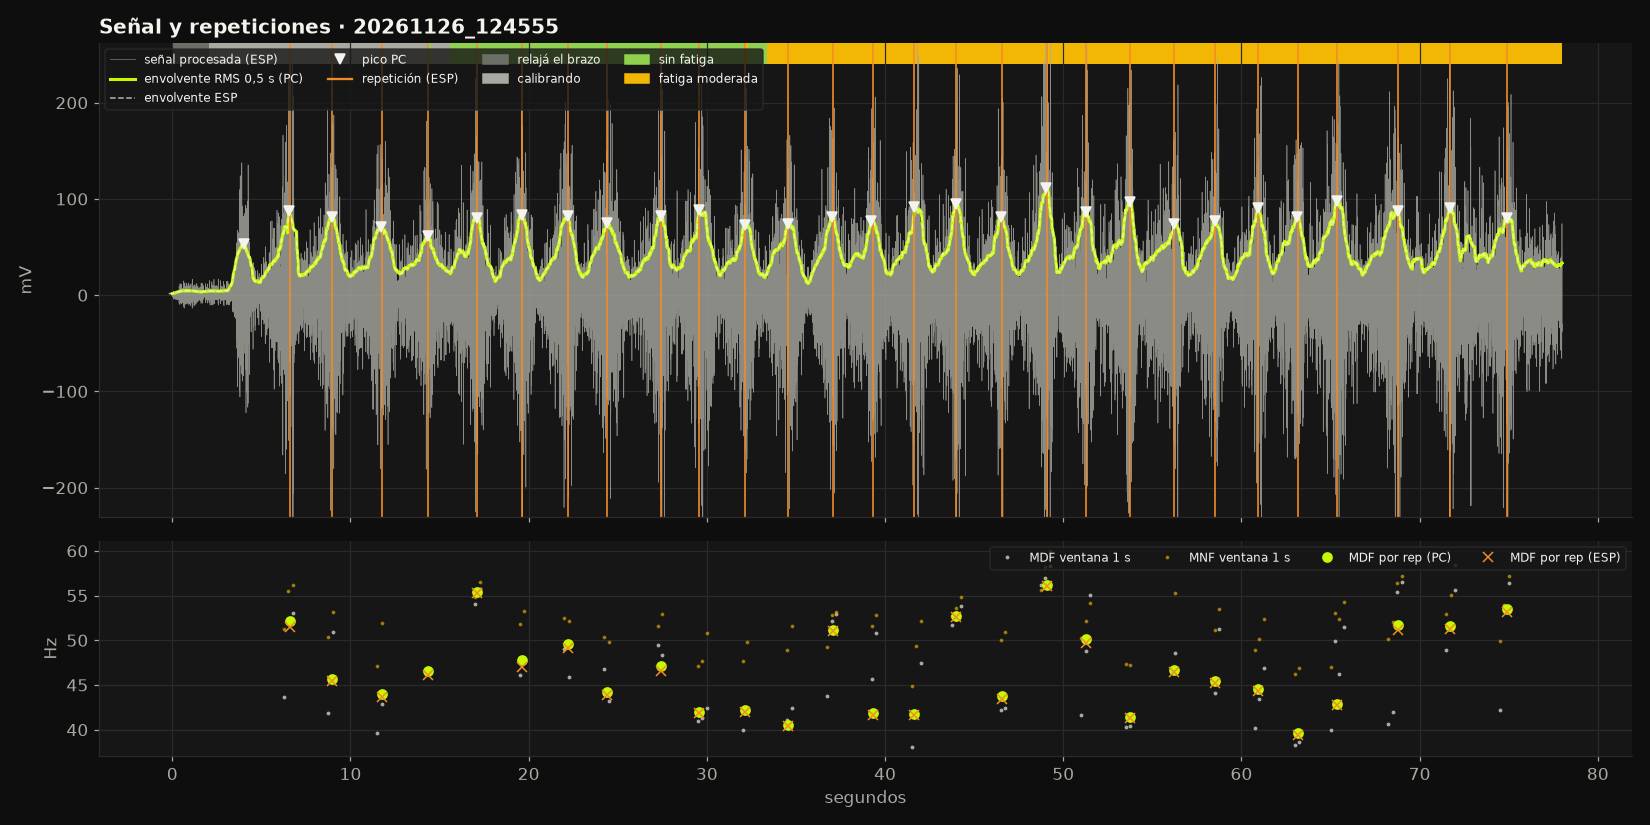 Señal y repeticiones · 20261126_124555
señal procesada (ESP)
envolvente RMS 0,5 s (PC)
envolvente ESP
pico PC
repetición (ESP)
relajá el brazo
calibrando
sin fatiga
fatiga moderada
mV
200
100
0
−100
−200
MDF ventana 1 s
MNF ventana 1 s
MDF por rep (PC)
MDF por rep (ESP)
Hz
60
55
50
45
40
0
10
20
30
40
50
60
70
80
segundos